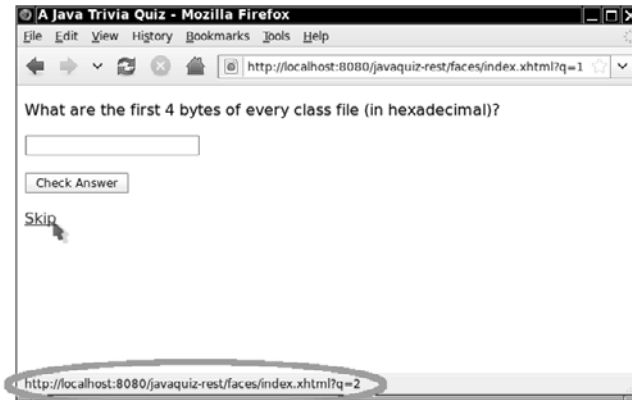 A Java Trivia Quiz - Mozilla Firefox
File Edit View History Bookmarks Tools Help
http://localhost:8080/javaquiz-rest/faces/index.xhtml?q=1
What are the first 4 bytes of every class file (in hexadecimal)?
Check Answer
Skip
http://localhost:8080/javaquiz-rest/faces/index.xhtml?q=2